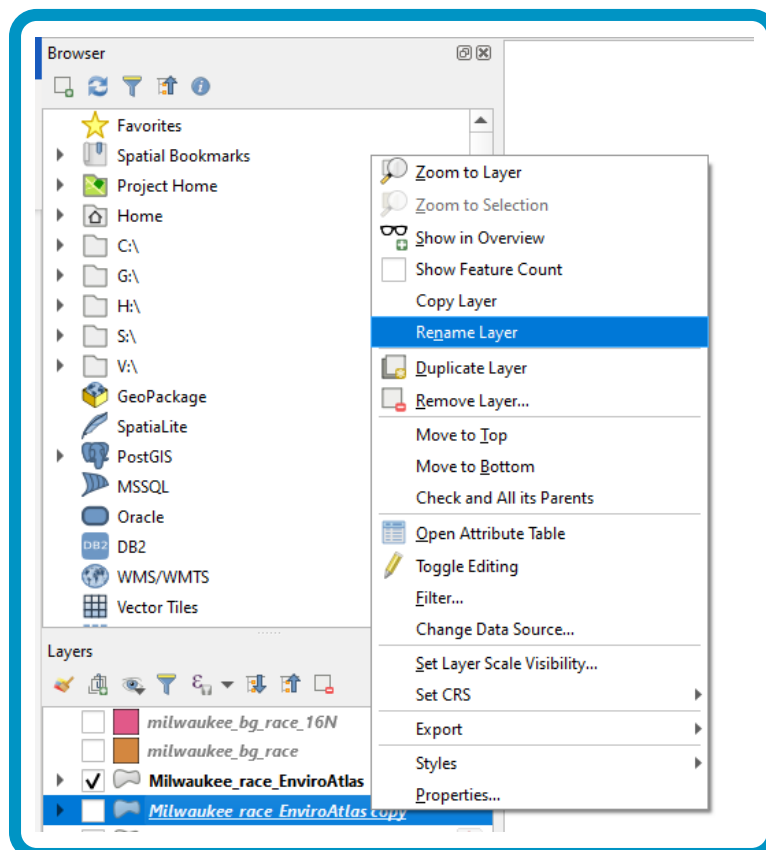 Browser
Favorites
Spatial Bookmarks
Project Home
Home
C:\
G:\
H:\
S:\
V:\
GeoPackage
SpatiaLite
PostGIS
MSSQL
Oracle
DB2 DB2
WMS/WMTS
Vector Tiles
Zoom to Layer
Zoom to Selection
Show in Overview
Show Feature Count
Copy Layer
Rename Layer
Duplicate Layer
Remove Layer...
Move to Top
Move to Bottom
Check and All its Parents
Open Attribute Table
Toggle Editing
Filter...
Change Data Source...
Set Layer Scale Visibility...
Set CRS
Export
Styles
Properties...
Layers
milwaukee_bg_race_16N
milwaukee_bg_race
Milwaukee_race_EnviroAtlas
Milwaukee_race_EnviroAtlas copy